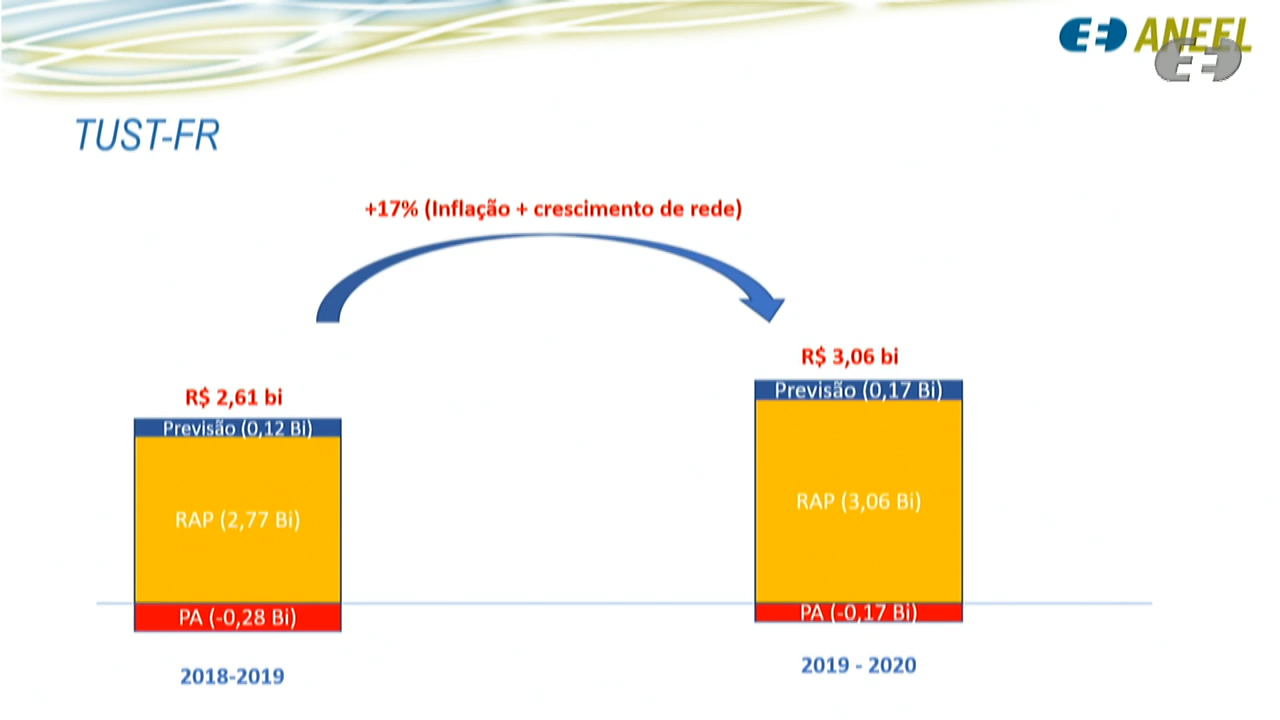 ANEEL
TUST-FR
+17% (Inflação + crescimento de rede)
R$ 3,06 bi
Previsão (0,17 Bi)
R$ 2,61 bi
Previsão (0,12 Bi)
RAP (3,06 Bi)
RAP (2,77 Bi)
PA (-0,17 Bi)
PA (-0,28 Bi)
2019 - 2020
2018-2019